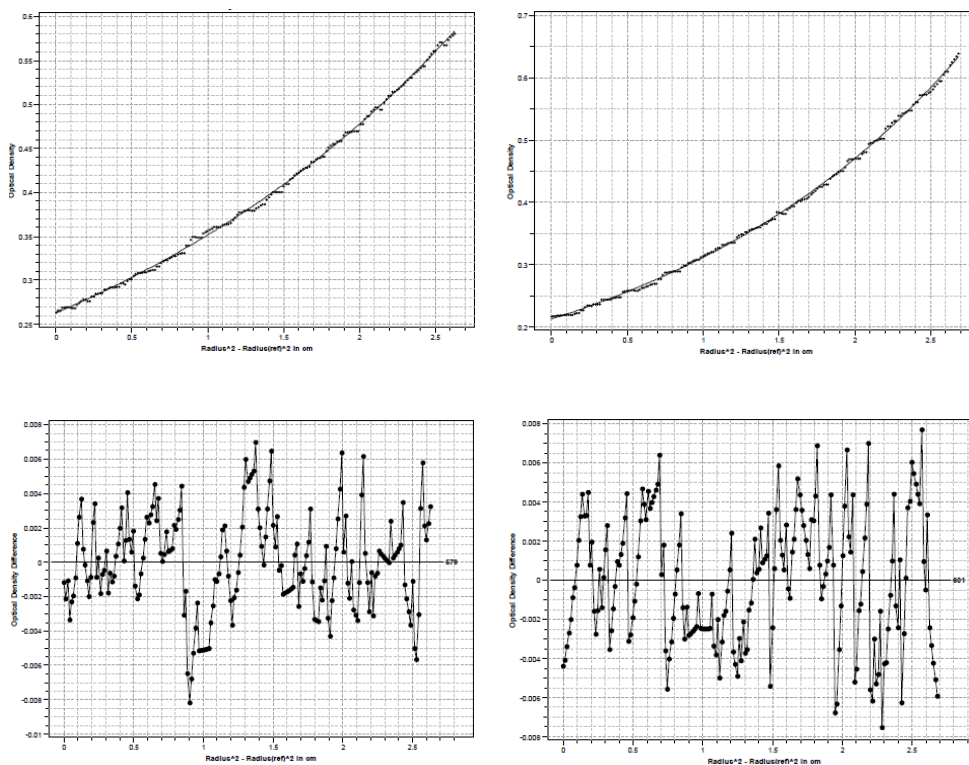 0.6
0.55
0.5
0.45
0.4
0.35
0.3
0.25
Optical Density
0 0.5 1 1.5 2 2.5
Radius^2 - Radius(ref)^2 in cm
0.7
0.6
0.5
0.4
0.3
0.2
Optical Density
0 0.5 1 1.5 2 2.5
Radius^2 - Radius(ref)^2 in cm
0.008
0.006
0.004
0.002
0
-0.002
-0.004
-0.006
-0.008
-0.01
Optical Density Difference
579
0 0.5 1 1.5 2 2.5
Radius^2 - Radius(ref)^2 in cm
0.008
0.006
0.004
0.002
0
-0.002
-0.004
-0.006
-0.008
Optical Density Difference
601
0 0.5 1 1.5 2 2.5
Radius^2 - Radius(ref)^2 in cm